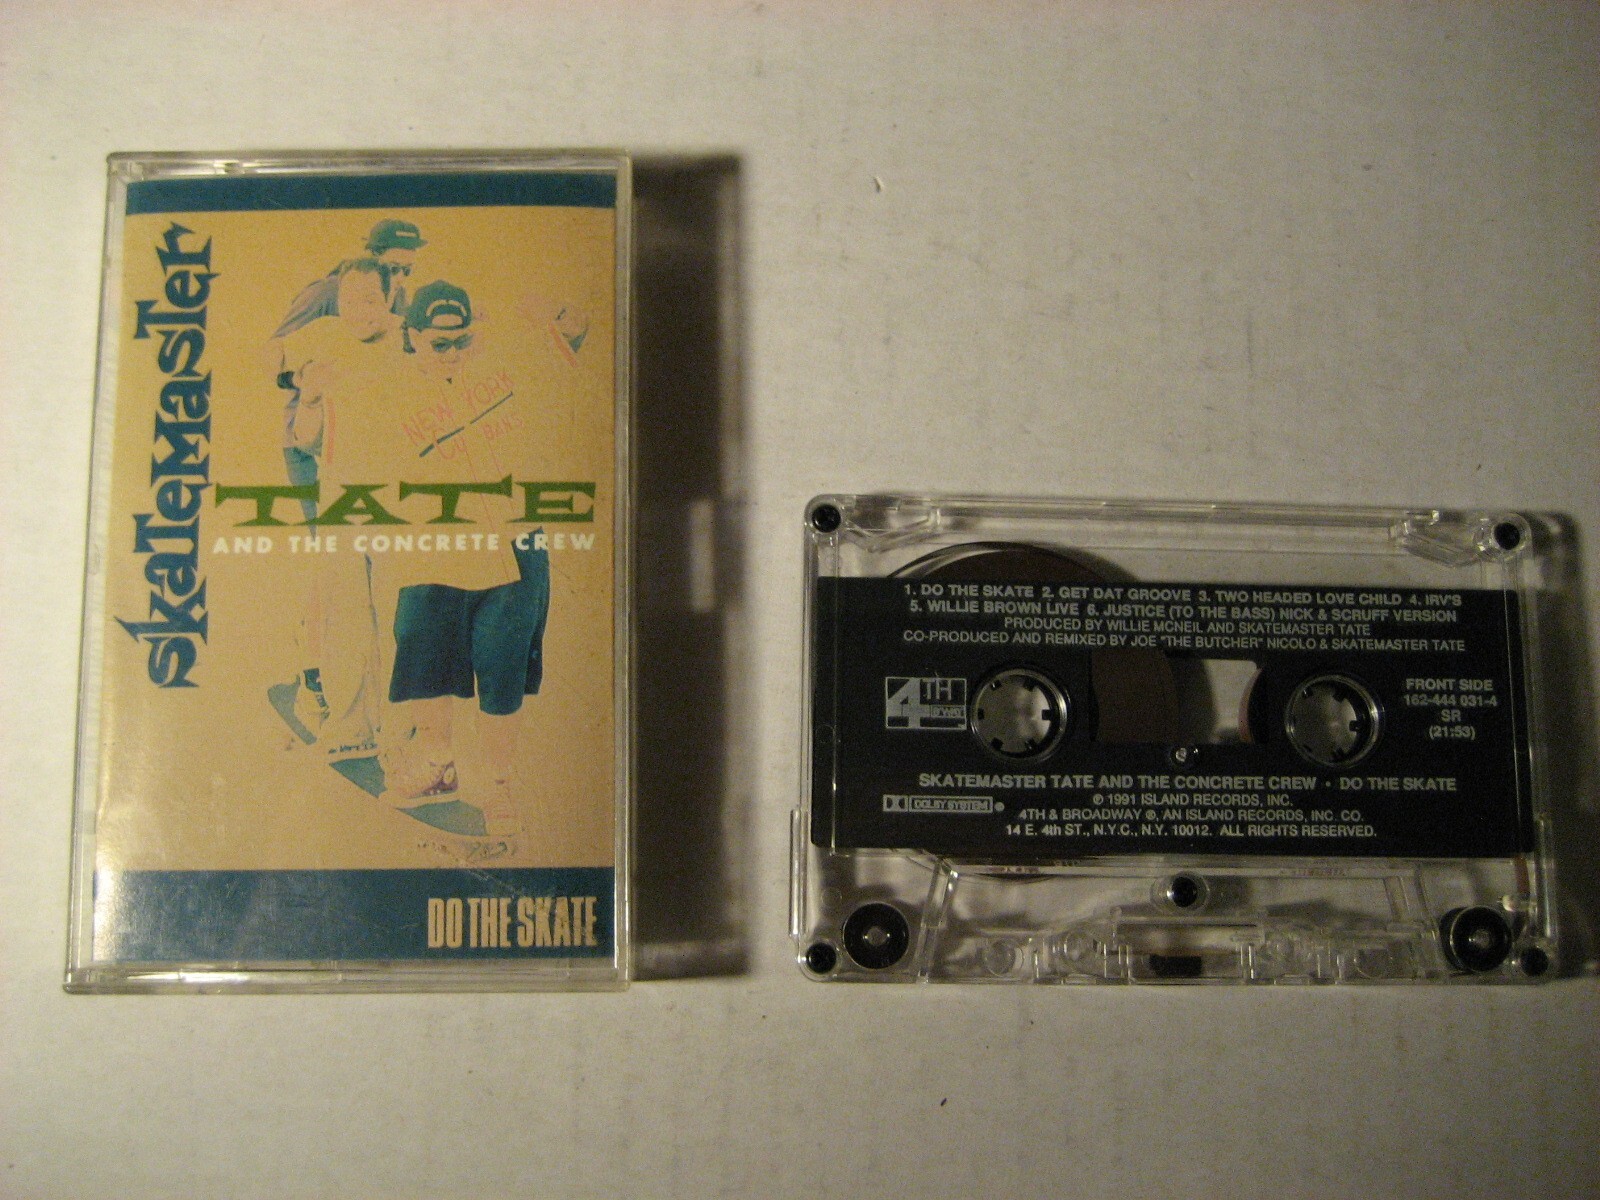 SkateMaster
TATE
AND THE CONCRETE CREW
NEW YORK
DO THE SKATE
1. DO THE SKATE 2. GET DAT GROOVE 3. TWO HEADED LOVE CHILD 4. IRV'S
5. WILLIE BROWN LIVE 6. JUSTICE (TO THE BASS) NICK & SCRUFF VERSION
PRODUCED BY WILLIE MCNEIL AND SKATEMASTER TATE
CO-PRODUCED AND REMIXED BY JOE "THE BUTCHER" NICOLO & SKATEMASTER TATE
4TH
B'WAY
FRONT SIDE
162-444 031-4
SR
(21:53)
SKATEMASTER TATE AND THE CONCRETE CREW • DO THE SKATE
DOLBY SYSTEM ®
℗ 1991 ISLAND RECORDS, INC.
4TH & BROADWAY ®, AN ISLAND RECORDS, INC. CO.
14 E. 4th ST., N.Y.C., N.Y. 10012. ALL RIGHTS RESERVED.